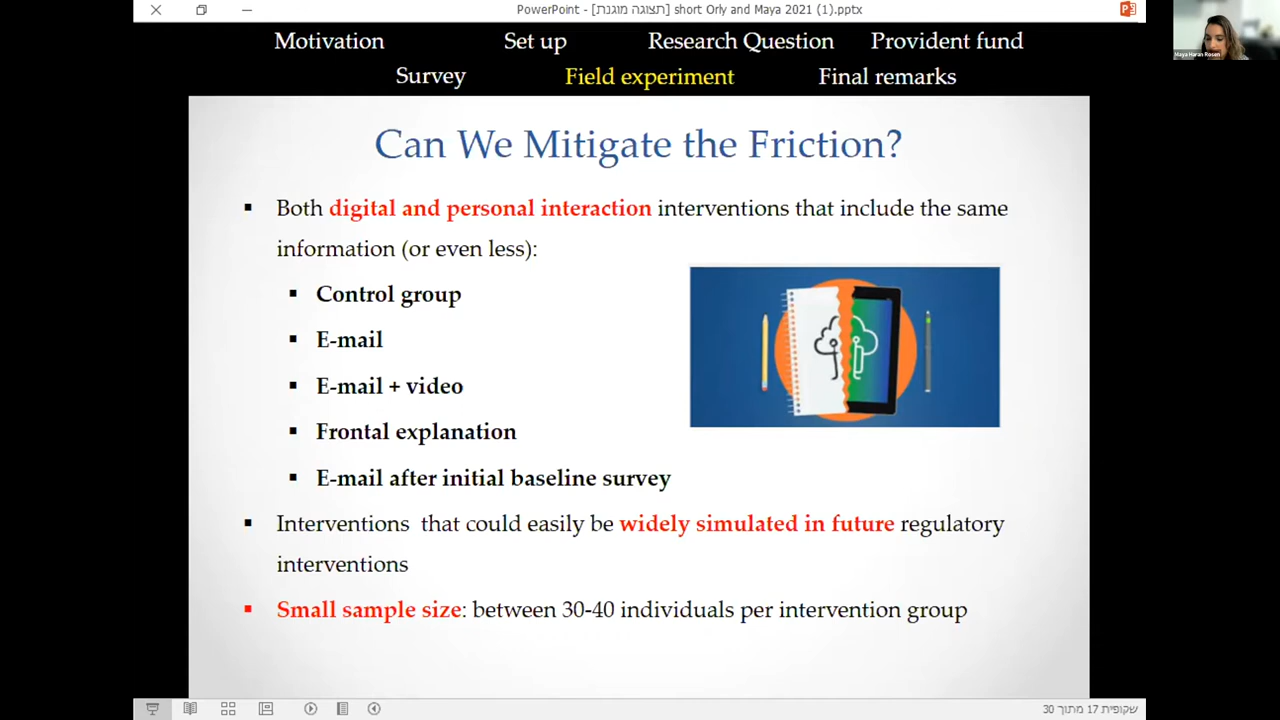 PowerPoint - [תצוגה מוגנת] short Orly and Maya 2021 (1).pptx
Maya Haran Rosen
Motivation Set up Research Question Provident fund
Survey Field experiment Final remarks
Can We Mitigate the Friction?
▪ Both digital and personal interaction interventions that include the same
information (or even less):
▪ Control group
▪ E-mail
▪ E-mail + video
▪ Frontal explanation
▪ E-mail after initial baseline survey
▪ Interventions that could easily be widely simulated in future regulatory
interventions
▪ Small sample size: between 30-40 individuals per intervention group
שקופית 17 מתוך 30